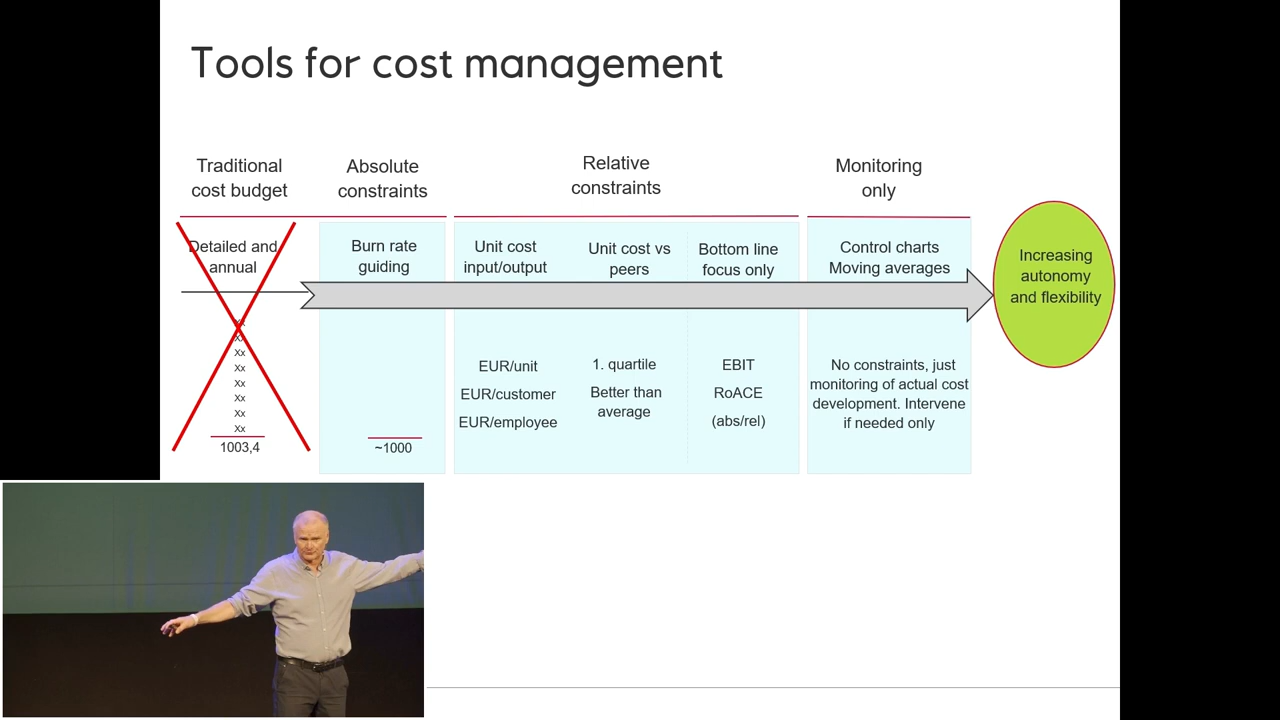 Tools for cost management
Traditional
cost budget
Absolute
constraints
Relative
constraints
Monitoring
only
Detailed and
annual
Burn rate
guiding
Unit cost
input/output
Unit cost vs
peers
Bottom line
focus only
Control charts
Moving averages
Increasing
autonomy
and flexibility
Xx
Xx
Xx
Xx
Xx
Xx
Xx
Xx
1003,4
~1000
EUR/unit
EUR/customer
EUR/employee
1. quartile
Better than
average
EBIT
RoACE
(abs/rel)
No constraints, just
monitoring of actual cost
development. Intervene
if needed only